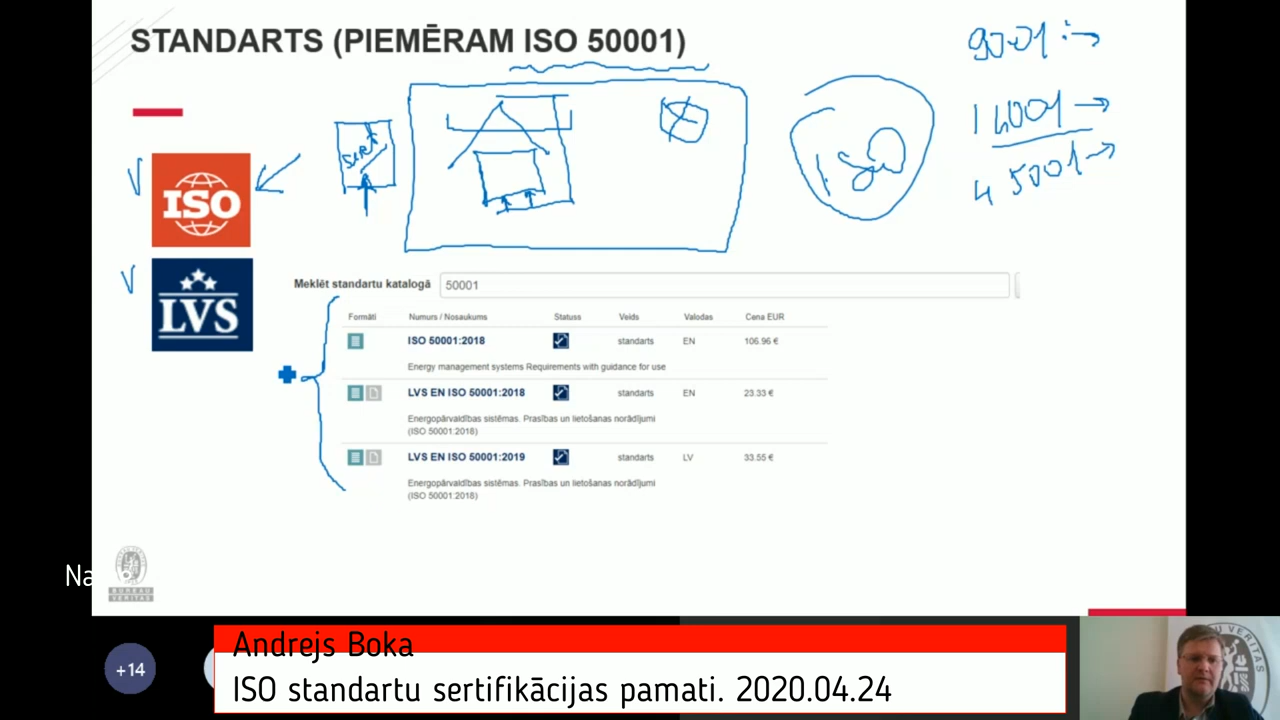 STANDARTS (PIEMĒRAM ISO 50001)
9001 :→
14001 →
45001 →
SERT
ISO
ISO
LVS
Meklēt standartu katalogā 50001
Formāti Numurs / Nosaukums Statuss Veids Valodas Cena EUR
ISO 50001:2018 standarts EN 106.96 €
Energy management systems Requirements with guidance for use
LVS EN ISO 50001:2018 standarts EN 23.33 €
Energopārvaldības sistēmas. Prasības un lietošanas norādījumi
(ISO 50001:2018)
LVS EN ISO 50001:2019 standarts LV 33.55 €
Energopārvaldības sistēmas. Prasības un lietošanas norādījumi
(ISO 50001:2018)
Na
BUREAU
VERITAS
+14
Andrejs Boka
ISO standartu sertifikācijas pamati. 2020.04.24